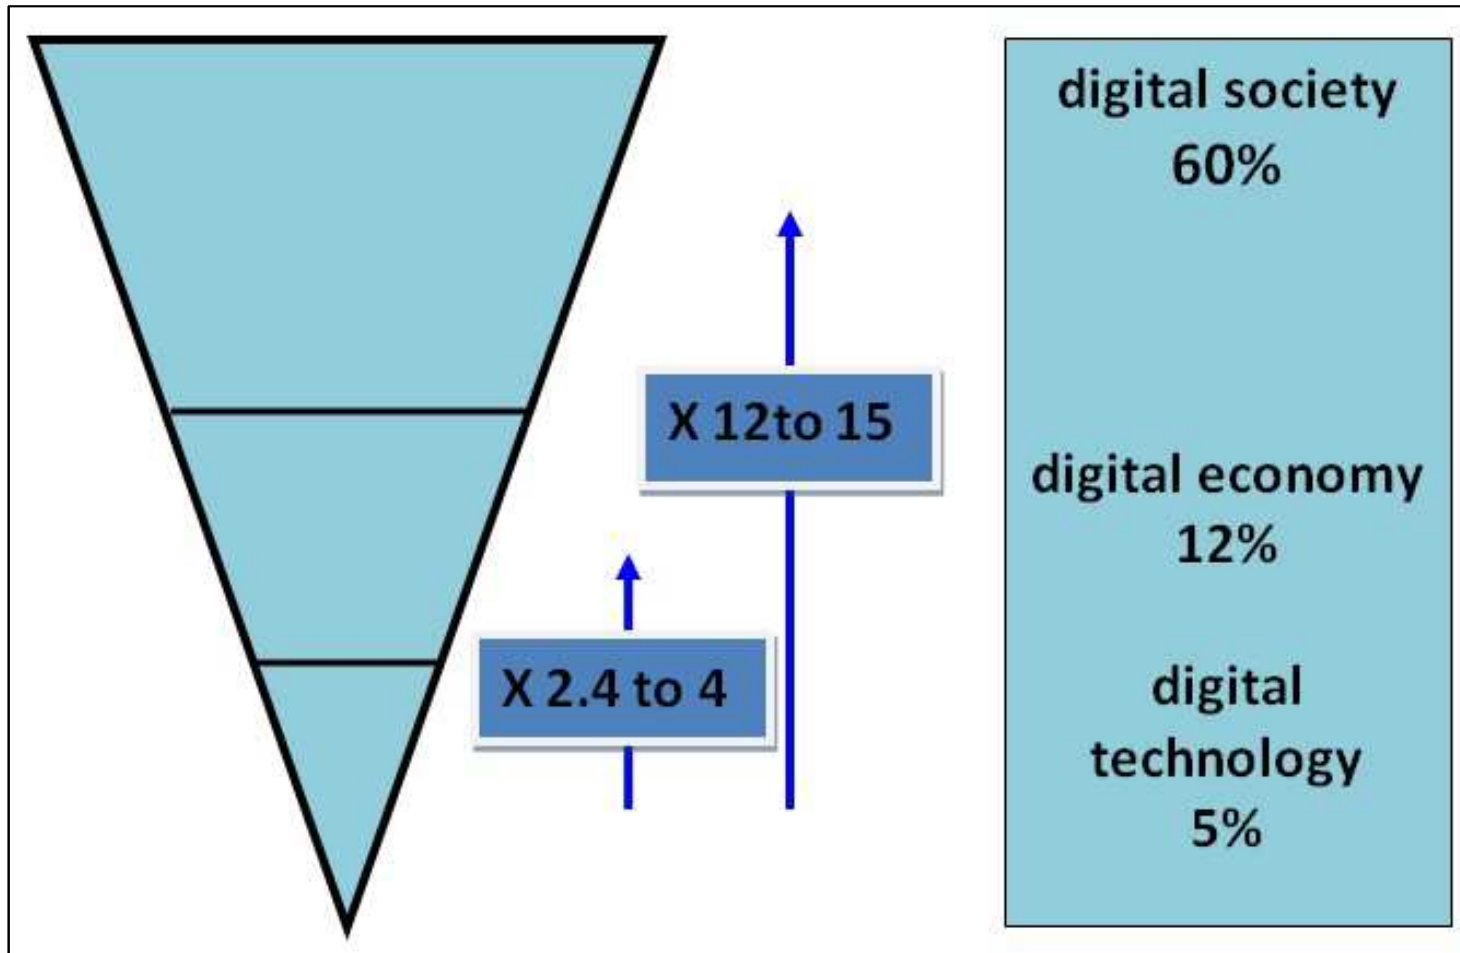 digital society
60%
X 12to 15
digital economy
12%
X 2.4 to 4
digital
technology
5%